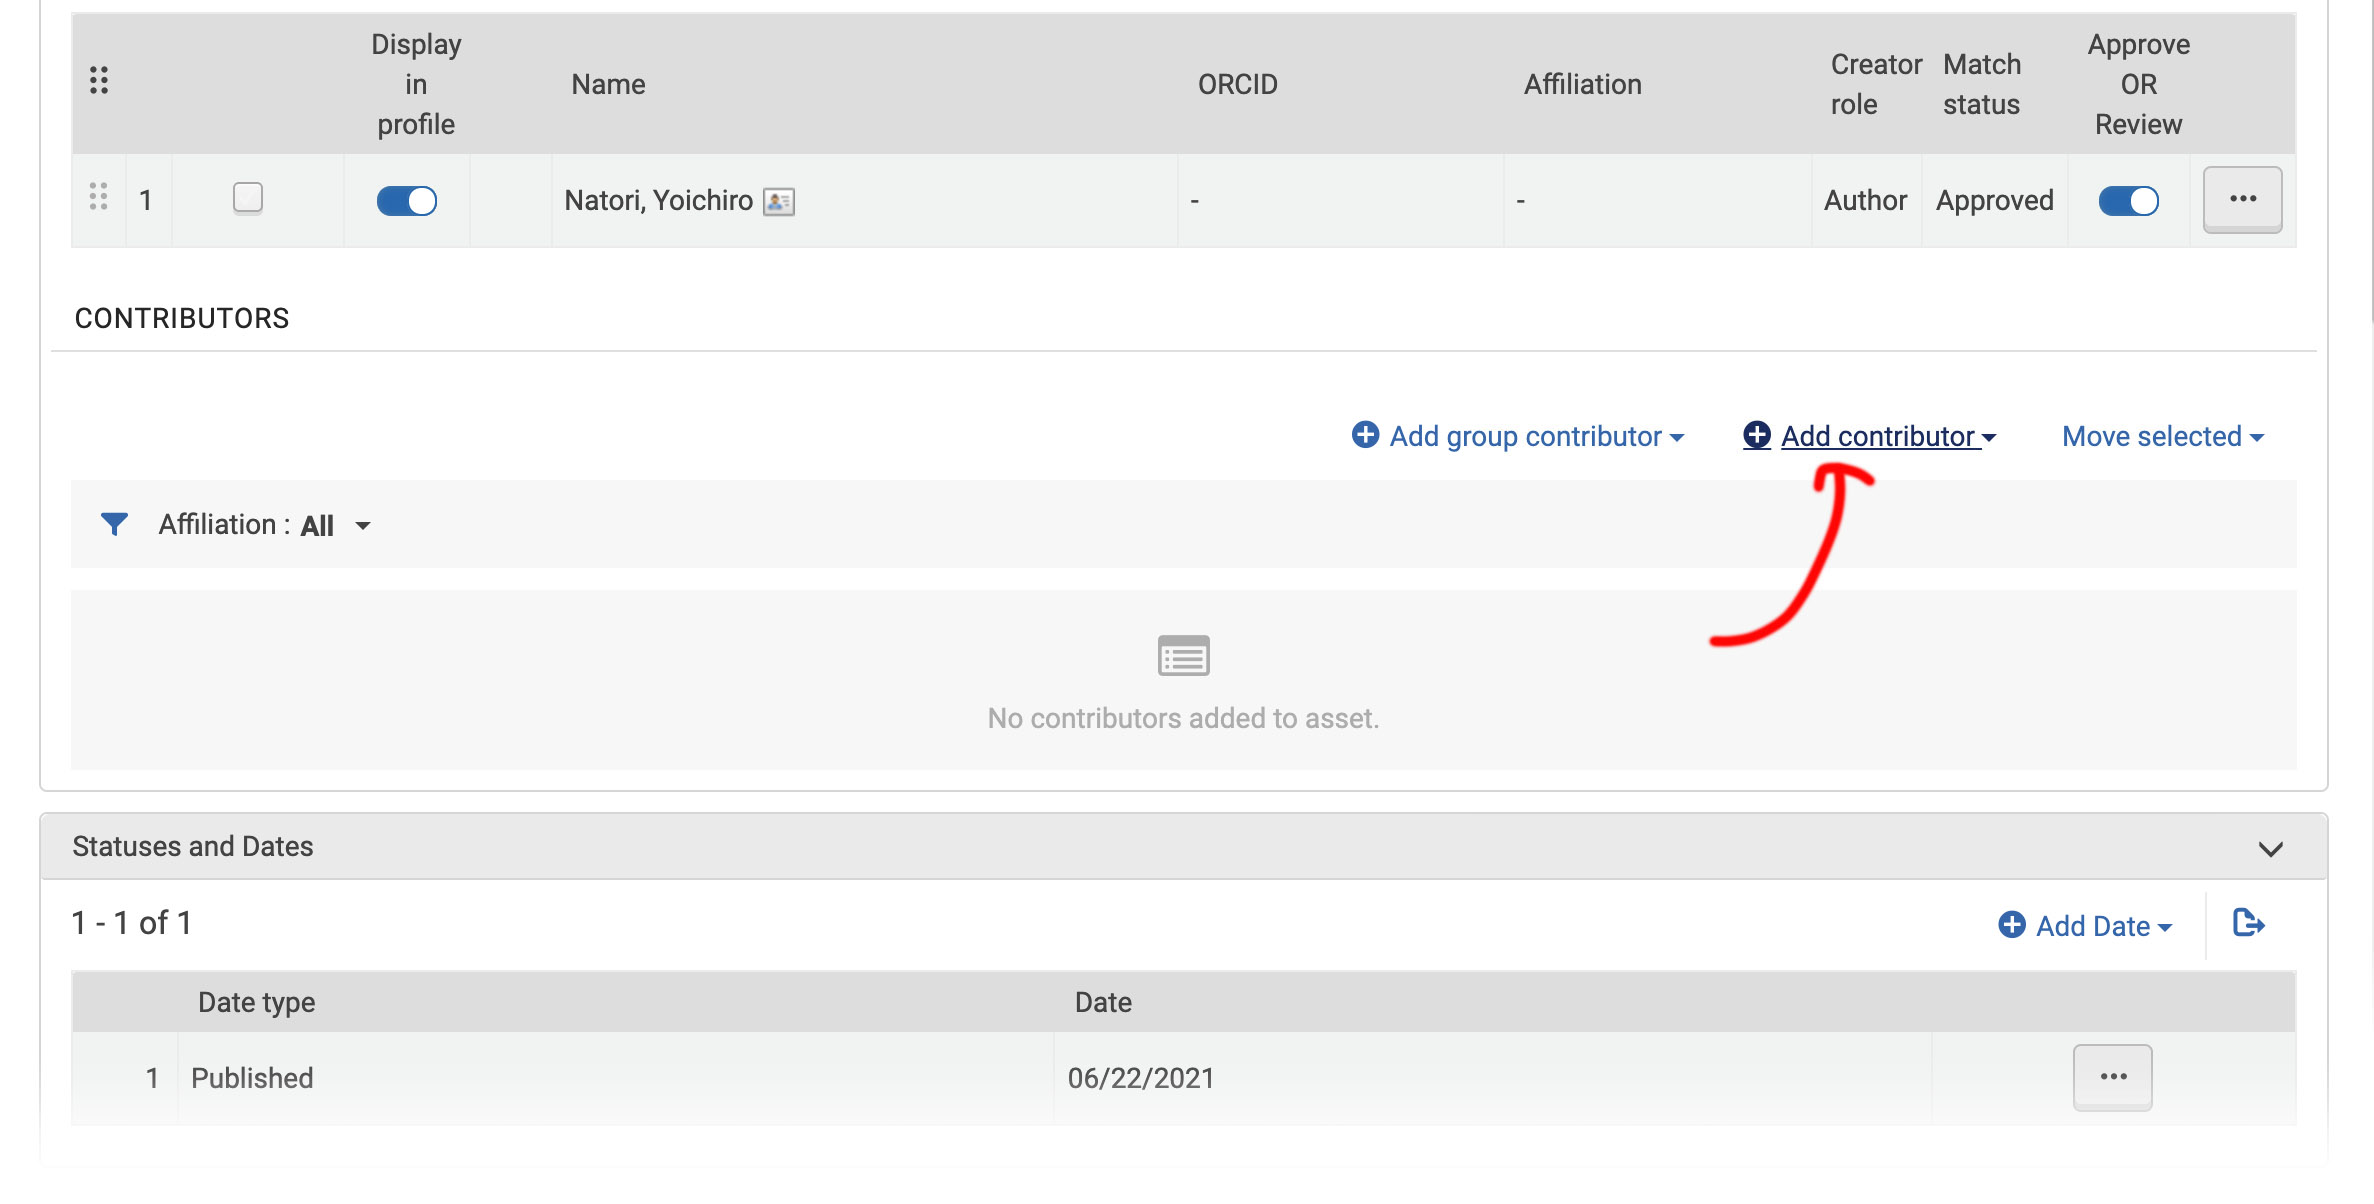 Display in profile
Name
ORCID
Affiliation
Creator role
Match status
Approve OR Review
1
Natori, Yoichiro
-
-
Author
Approved
...
CONTRIBUTORS
Add group contributor
Add contributor
Move selected
Affiliation : All
No contributors added to asset.
Statuses and Dates
1 - 1 of 1
Add Date
Date type
Date
1
Published
06/22/2021
...